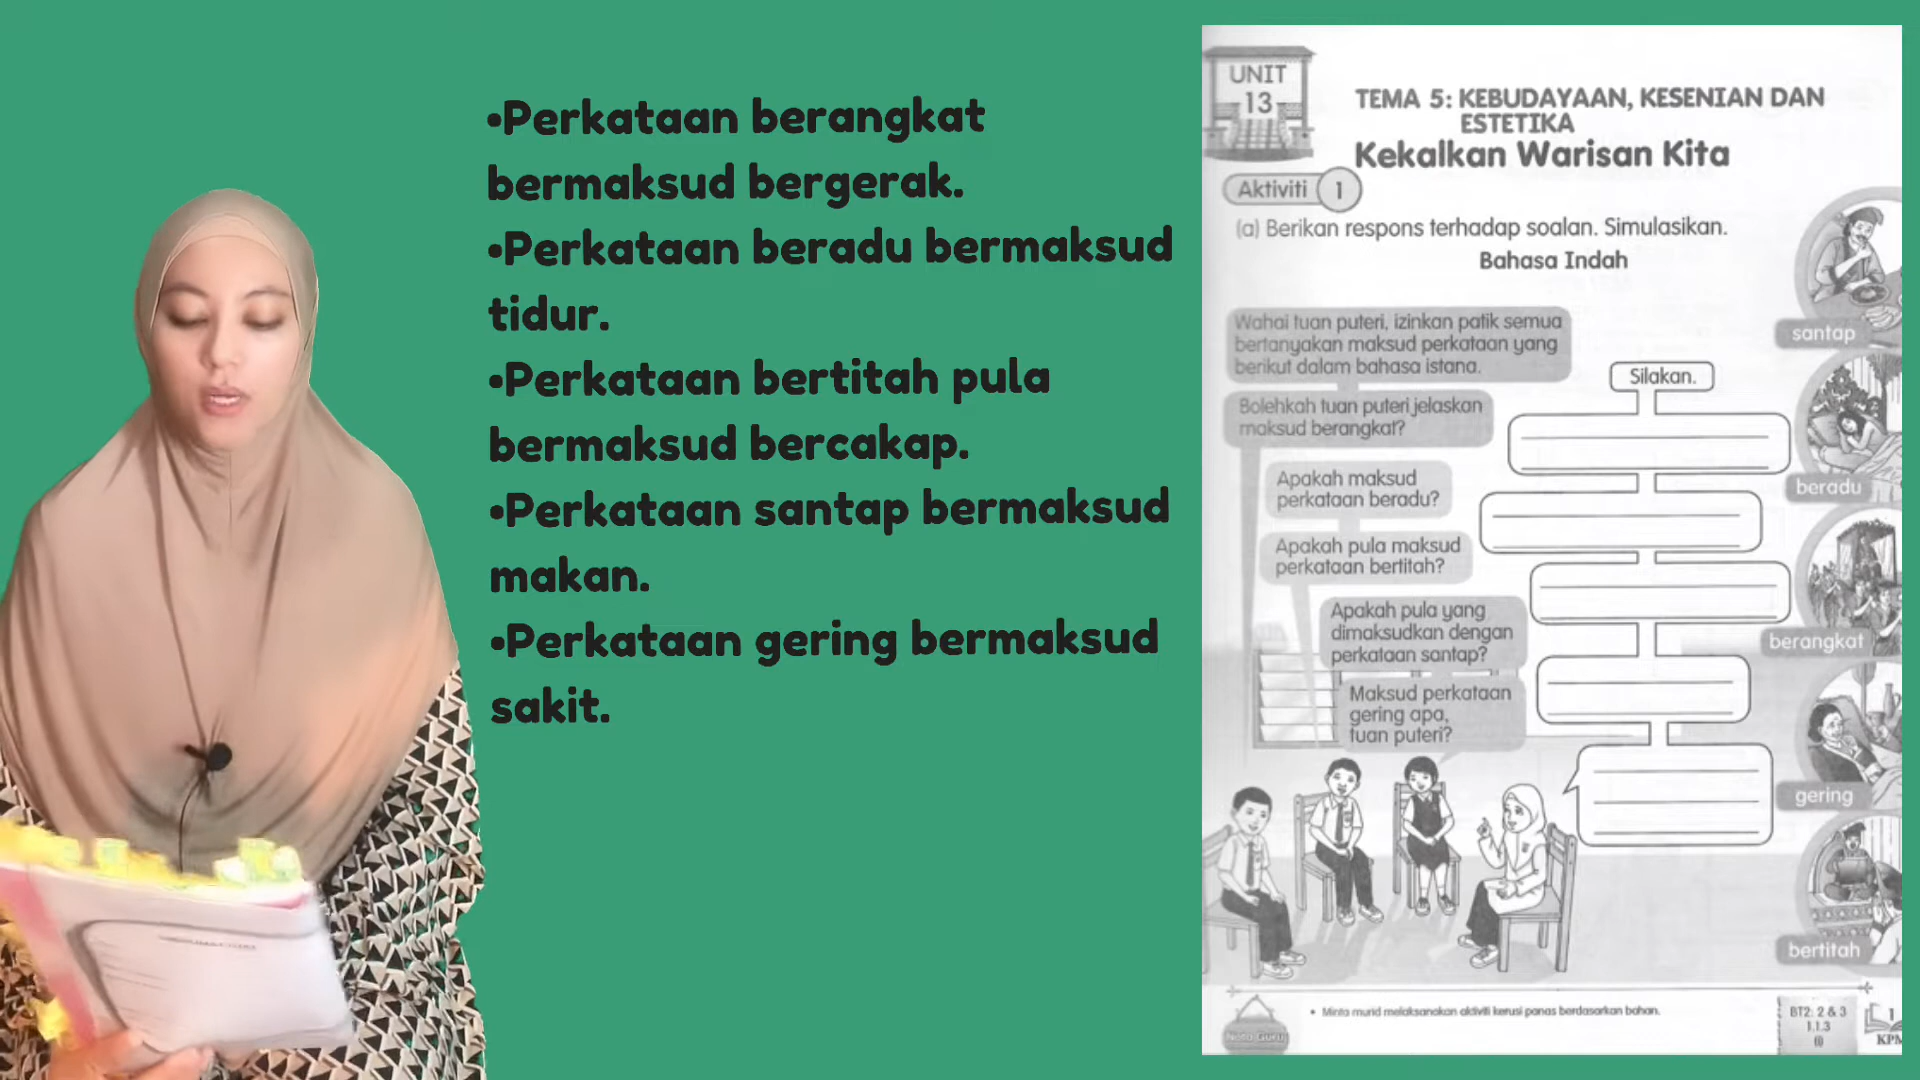 •Perkataan berangkat
bermaksud bergerak.
•Perkataan beradu bermaksud
tidur.
•Perkataan bertitah pula
bermaksud bercakap.
•Perkataan santap bermaksud
makan.
•Perkataan gering bermaksud
sakit.
UNIT
13
TEMA 5: KEBUDAYAAN, KESENIAN DAN
ESTETIKA
Kekalkan Warisan Kita
Aktiviti 1
(a) Berikan respons terhadap soalan. Simulasikan.
Bahasa Indah
Wahai tuan puteri, izinkan patik semua
bertanyakan maksud perkataan yang
berikut dalam bahasa istana.
Silakan.
Bolehkah tuan puteri jelaskan
maksud berangkat?
Apakah maksud
perkataan beradu?
Apakah pula maksud
perkataan bertitah?
Apakah pula yang
dimaksudkan dengan
perkataan santap?
Maksud perkataan
gering apa,
tuan puteri?
santap
beradu
berangkat
gering
bertitah
Nota Guru
• Minta murid melaksanakan aktiviti kerusi panas berdasarkan bahan.
BT2: 2 & 3
1.1.3
(i)
1